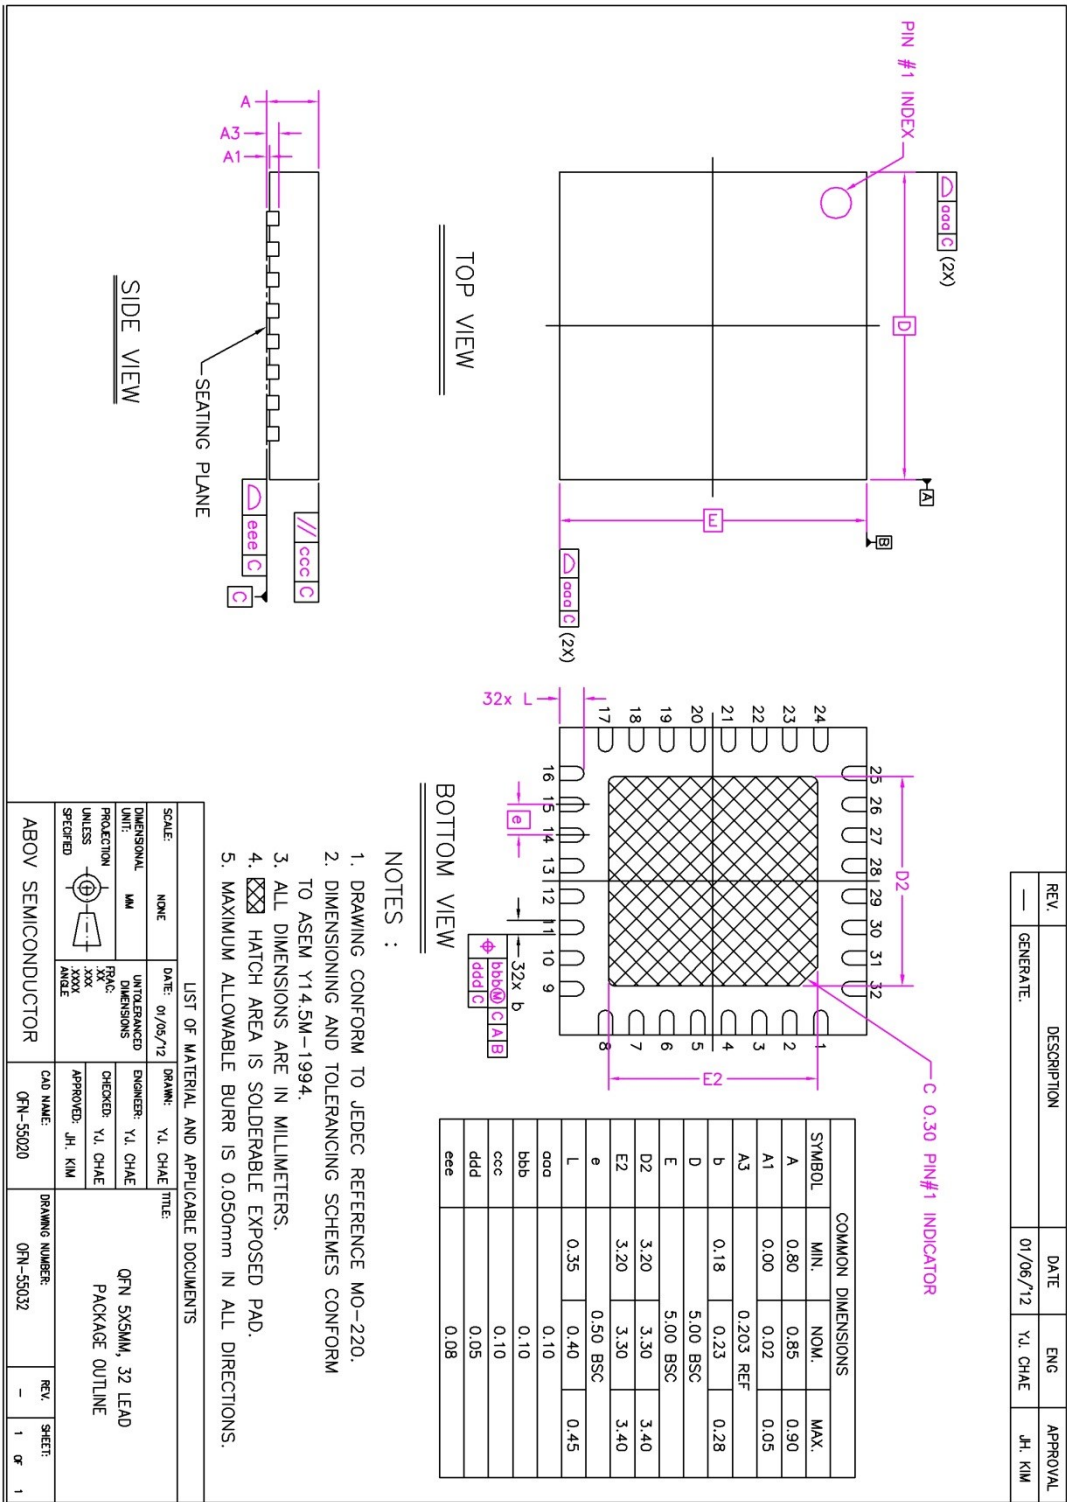 REV. DESCRIPTION DATE ENG APPROVAL
— GENERATE. 01/06/'12 YJ. CHAE JH. KIM
PIN #1 INDEX
aaa C (2X)
D
A
B
E
aaa C (2X)
TOP VIEW
A
A3
A1
SEATING PLANE
// ccc C
eee C
C
SIDE VIEW
C 0.30 PIN#1 INDICATOR
D2
25 26 27 28 29 30 31 32
24 23 22 21 20 19 18 17
1 2 3 4 5 6 7 8
E2
32x L
16 15 14 13 12 11 10 9
e
32x b
bbb Ⓜ C A B
ddd C
BOTTOM VIEW
COMMON DIMENSIONS
SYMBOL MIN. NOM. MAX.
A 0.80 0.85 0.90
A1 0.00 0.02 0.05
A3 0.203 REF
b 0.18 0.23 0.28
D 5.00 BSC
E 5.00 BSC
D2 3.20 3.30 3.40
E2 3.20 3.30 3.40
e 0.50 BSC
L 0.35 0.40 0.45
aaa 0.10
bbb 0.10
ccc 0.10
ddd 0.05
eee 0.08
NOTES :
1. DRAWING CONFORM TO JEDEC REFERENCE MO-220.
2. DIMENSIONING AND TOLERANCING SCHEMES CONFORM
TO ASEM Y14.5M-1994.
3. ALL DIMENSIONS ARE IN MILLIMETERS.
4. HATCH AREA IS SOLDERABLE EXPOSED PAD.
5. MAXIMUM ALLOWABLE BURR IS 0.050mm IN ALL DIRECTIONS.
LIST OF MATERIAL AND APPLICABLE DOCUMENTS
SCALE: NONE
DATE: 01/05/12
DRAWN: YJ. CHAE
TITLE:
DIMENSIONAL
UNIT: MM
UNTOLERANCED
DIMENSIONS
ENGINEER: YJ. CHAE
QFN 5X5MM, 32 LEAD
PACKAGE OUTLINE
PROJECTION
UNLESS
SPECIFIED
FRAC:
.XX
.XXX
.XXXX
ANGLE
CHECKED: YJ. CHAE
APPROVED: JH. KIM
ABOV SEMICONDUCTOR
CAD NAME:
QFN-55020
DRAWING NUMBER:
QFN-55032
REV.
—
SHEET:
1 OF 1